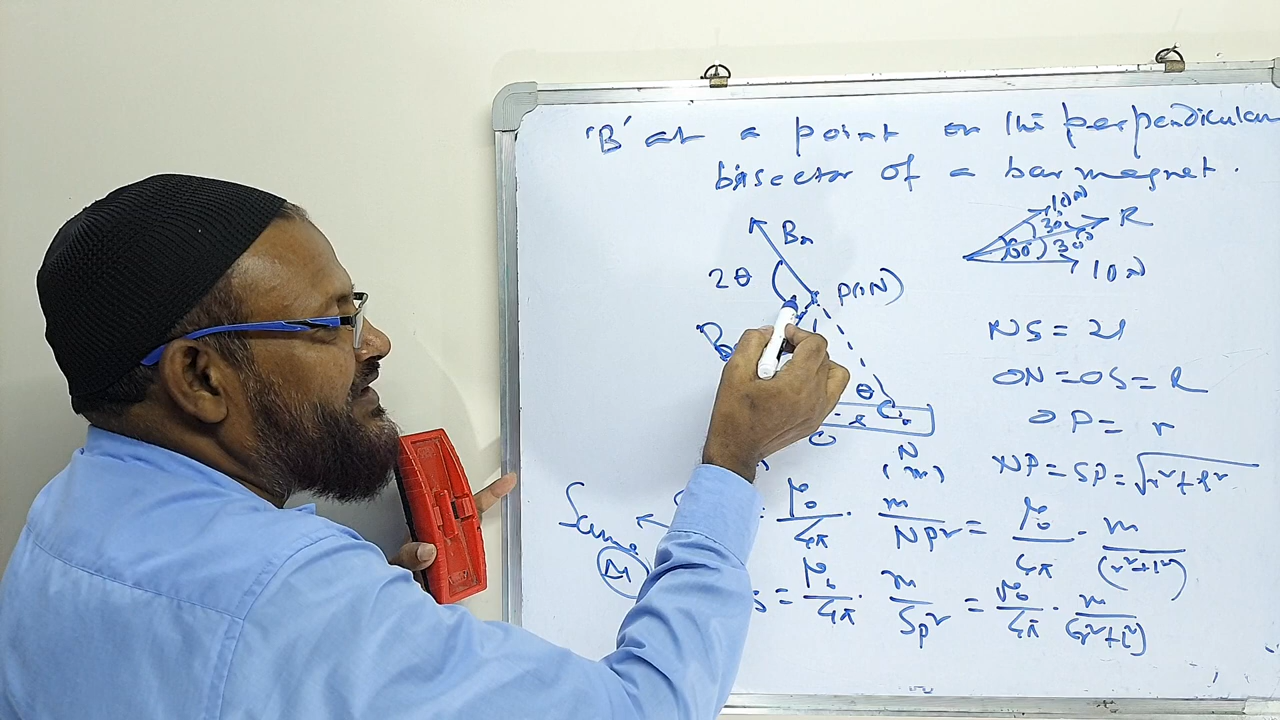 'B' at a point on the perpendicular
bisector of a bar magnet.
10N
30°
R
60° 30°
10N
Bn
2θ
P(1N)
Bs
NS = 2l
θ
ON = OS = l
OP = r
N
(m)
NP = SP = √r²+l²
Same
M
μ₀/4π · m/NP² = μ₀/4π · m/(r²+l²)
s = μ₀/4π · m/SP² = μ₀/4π · m/(r²+l²)